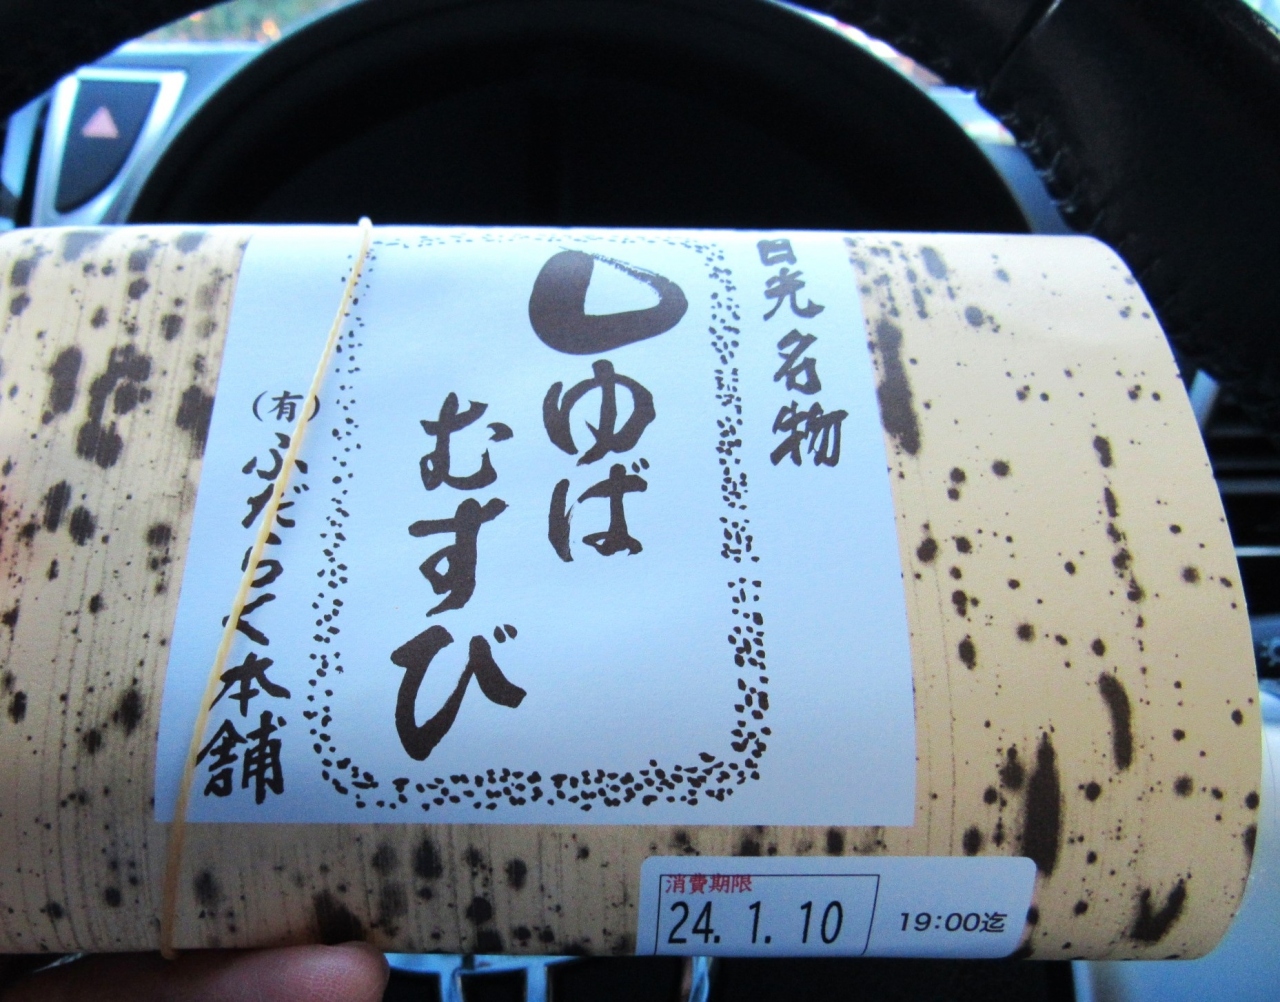 日光名物
ゆば
むすび
(有)ふだらく本舗
消費期限
24. 1. 10
19:00迄